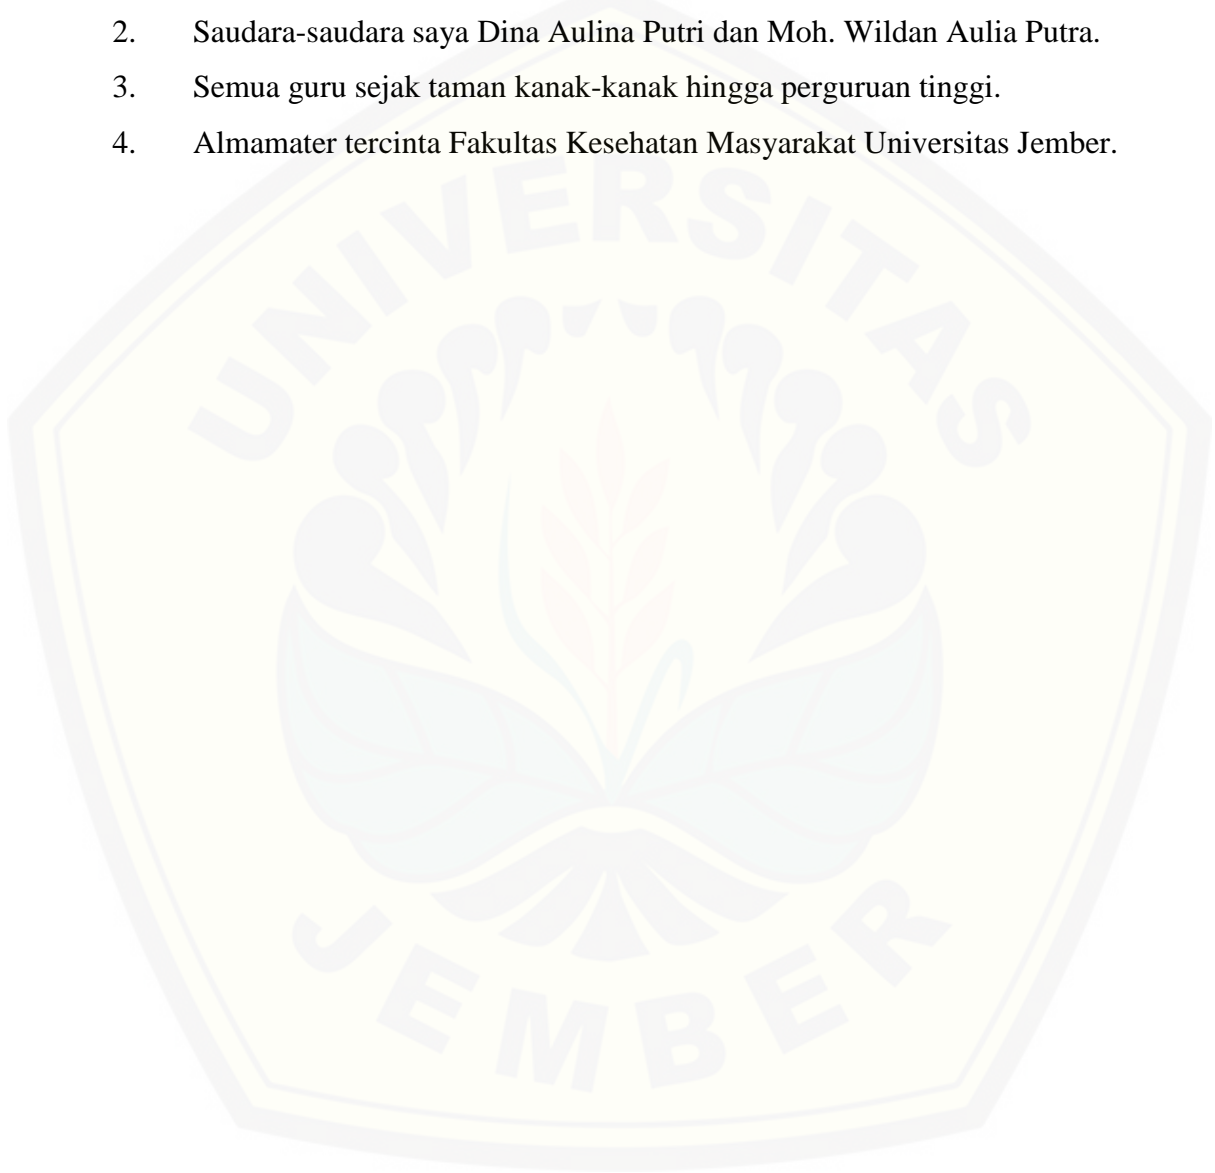 2. Saudara-saudara saya Dina Aulina Putri dan Moh. Wildan Aulia Putra.
3. Semua guru sejak taman kanak-kanak hingga perguruan tinggi.
4. Almamater tercinta Fakultas Kesehatan Masyarakat Universitas Jember.
UNIVERSITAS
JEMBER